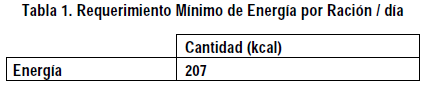 Tabla 1. Requerimiento Mínimo de Energía por Ración / día
Cantidad (kcal)
Energía 207